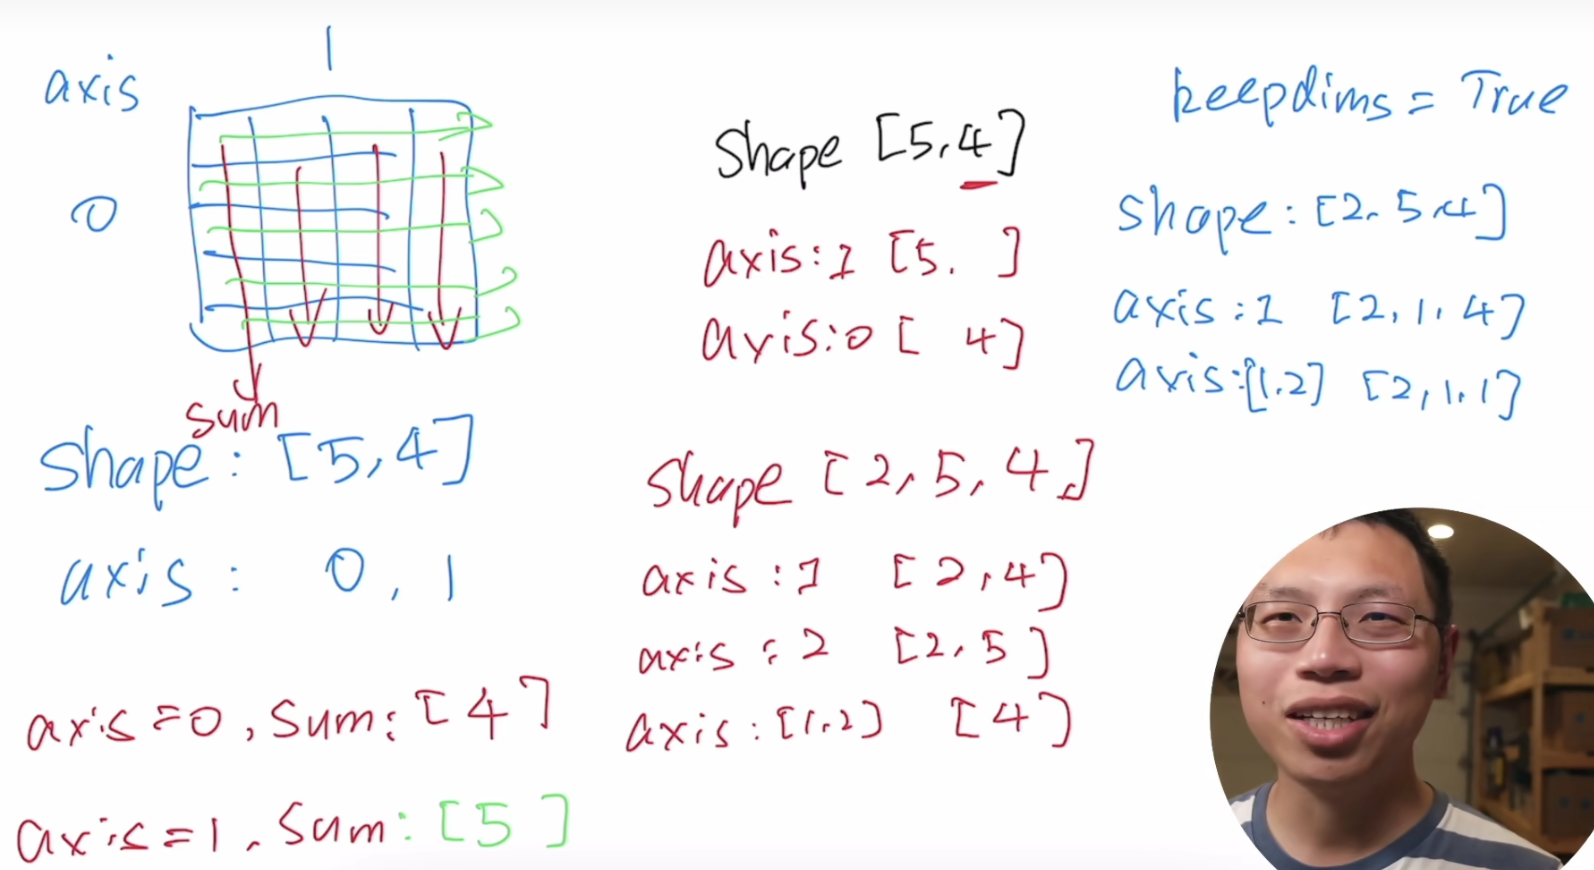 1
axis
0
sum
shape: [5,4]
axis: 0, 1
axis=0, sum: [4]
axis=1, sum: [5]
shape [5,4]
axis:1 [5. ]
axis:0 [ 4]
shape [2,5,4]
axis:1 [2,4]
axis:2 [2,5]
axis:[1,2] [4]
keepdims=True
shape:[2.5.4]
axis:1 [2,1,4]
axis:[1.2] [2,1.1]